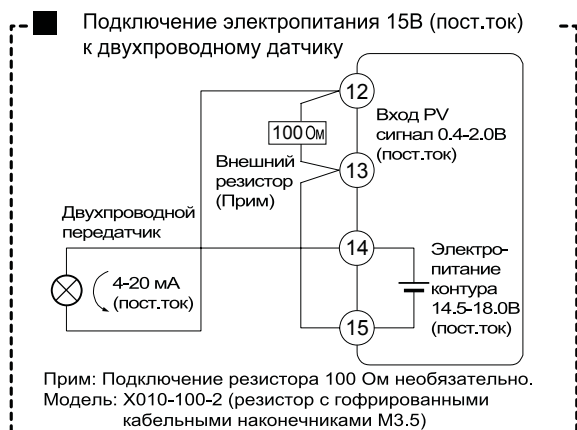 Подключение электропитания 15В (пост.ток)
к двухпроводному датчику
12
100 Ом
Вход PV
сигнал 0.4-2.0В
(пост.ток)
Внешний
резистор
(Прим)
13
Двухпроводной
передатчик
14
4-20 мА
(пост.ток)
Электро-
питание
контура
14.5-18.0В
(пост.ток)
15
Прим: Подключение резистора 100 Ом необязательно.
Модель: X010-100-2 (резистор с гофрированными
кабельными наконечниками М3.5)